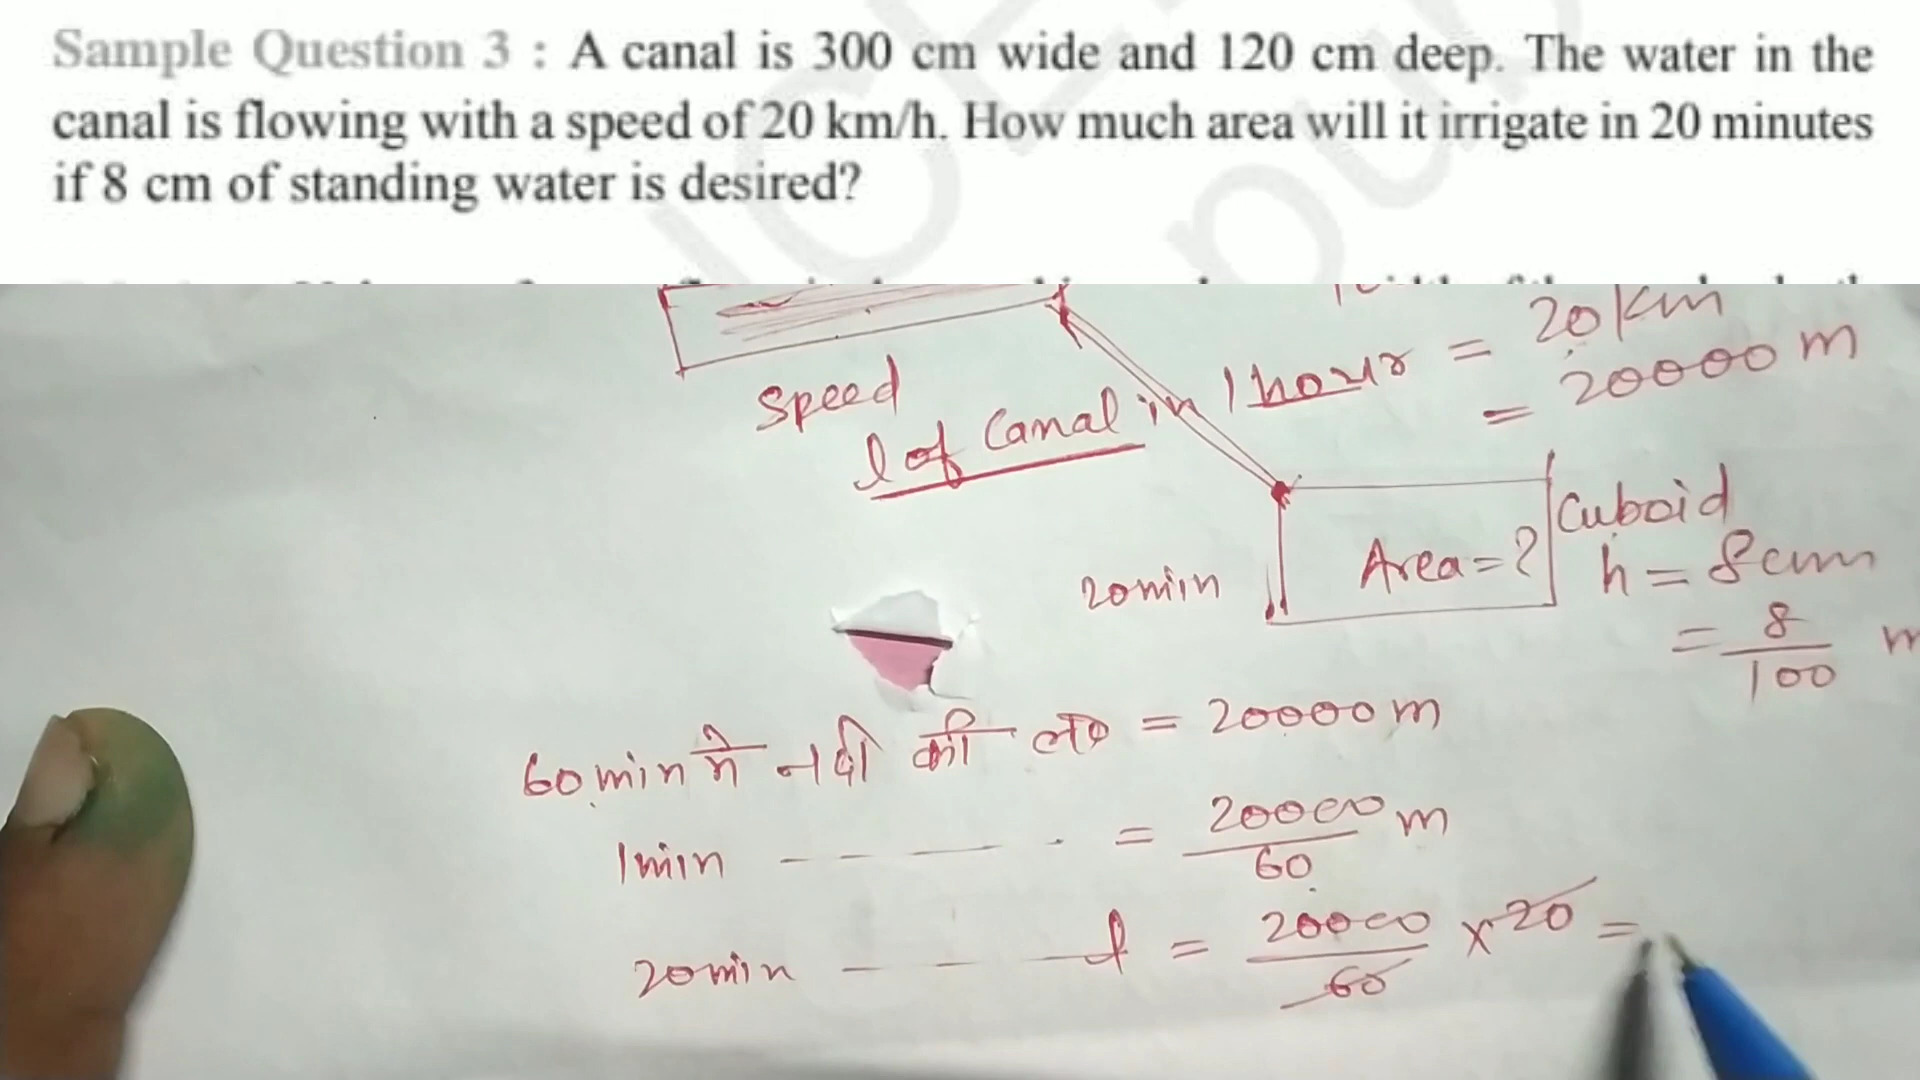 Sample Question 3 : A canal is 300 cm wide and 120 cm deep. The water in the
canal is flowing with a speed of 20 km/h. How much area will it irrigate in 20 minutes
if 8 cm of standing water is desired?
Speed
l of Canal in 1 hour = 20 km
= 20000 m
Cuboid
Area = ?
h = 8 cm
20 min
= 8/100 m
60 min में नदी की = 20000 m
1 min - - - - = 20000/60 m
20 min - - - l = 20000/60 × 20 =